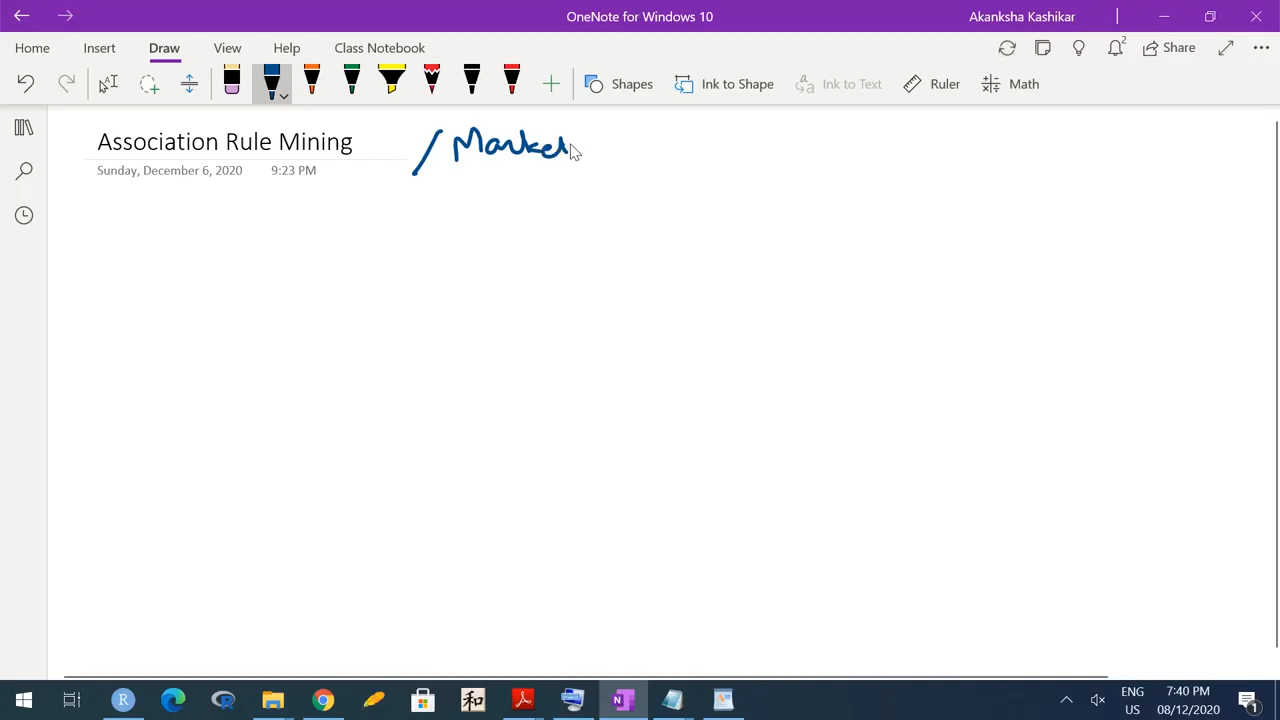 OneNote for Windows 10
Akanksha Kashikar
Home Insert Draw View Help Class Notebook
2
Share
Shapes Ink to Shape Ink to Text Ruler Math
Association Rule Mining / Market
Sunday, December 6, 2020 9:23 PM
ENG
US
7:40 PM
08/12/2020
1